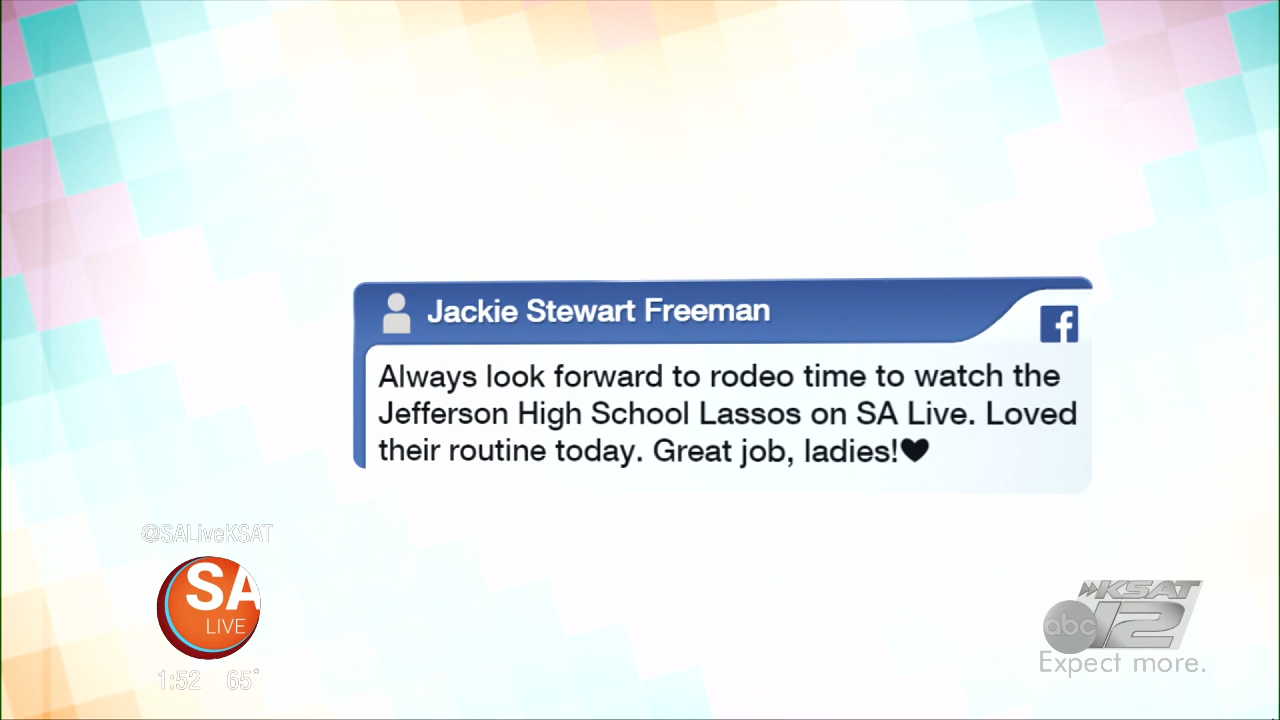 Jackie Stewart Freeman
f
Always look forward to rodeo time to watch the
Jefferson High School Lassos on SA Live. Loved
their routine today. Great job, ladies!♥
@SALiveKSAT
SA
LIVE
1:52 65°
KSAT
abc 12
Expect more.